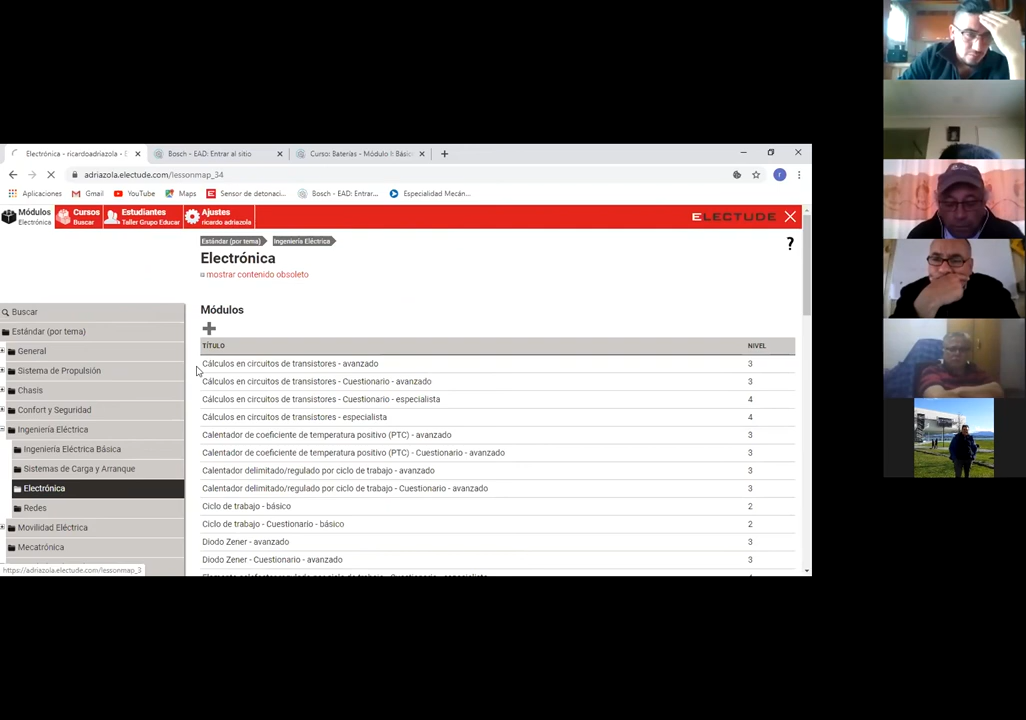 Electrónica - ricardoadriazola - E
Bosch - EAD: Entrar al sitio
Curso: Baterías - Módulo I: Básic
adriazola.electude.com/lessonmap_34
r
Aplicaciones
Gmail
YouTube
Maps
Sensor de detonaci...
Bosch - EAD: Entrar...
Especialidad Mecán...
Módulos
Electrónica
Cursos
Buscar
Estudiantes
Taller Grupo Educar
Ajustes
ricardo adriazola
ELECTUDE
Estándar (por tema)
Ingeniería Eléctrica
?
Electrónica
mostrar contenido obsoleto
Buscar
Estándar (por tema)
General
Sistema de Propulsión
Chasis
Confort y Seguridad
Ingeniería Eléctrica
Ingeniería Eléctrica Básica
Sistemas de Carga y Arranque
Electrónica
Redes
Movilidad Eléctrica
Mecatrónica
Módulos
TÍTULO NIVEL
Cálculos en circuitos de transistores - avanzado 3
Cálculos en circuitos de transistores - Cuestionario - avanzado 3
Cálculos en circuitos de transistores - Cuestionario - especialista 4
Cálculos en circuitos de transistores - especialista 4
Calentador de coeficiente de temperatura positivo (PTC) - avanzado 3
Calentador de coeficiente de temperatura positivo (PTC) - Cuestionario - avanzado 3
Calentador delimitado/regulado por ciclo de trabajo - avanzado 3
Calentador delimitado/regulado por ciclo de trabajo - Cuestionario - avanzado 3
Ciclo de trabajo - básico 2
Ciclo de trabajo - Cuestionario - básico 2
Diodo Zener - avanzado 3
Diodo Zener - Cuestionario - avanzado 3
https://adriazola.electude.com/lessonmap_3